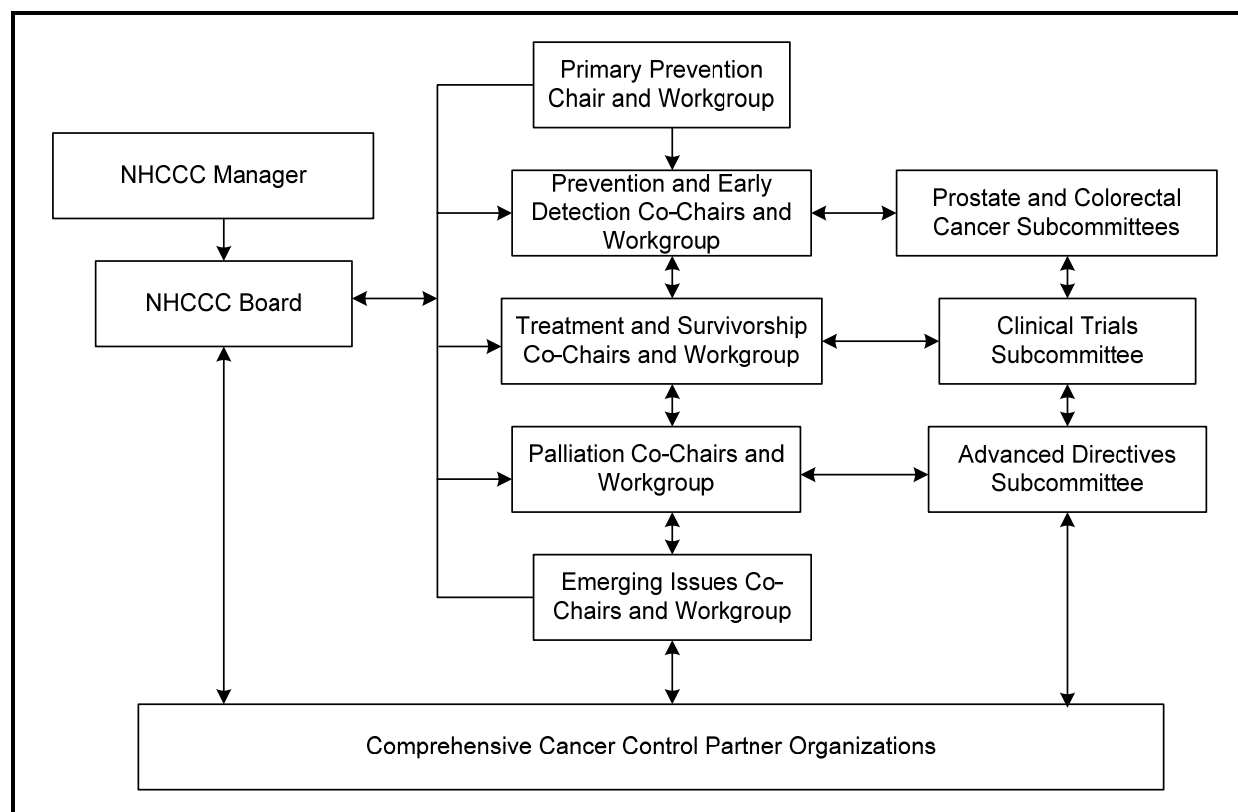 Primary Prevention
Chair and Workgroup
NHCCC Manager
Prevention and Early
Detection Co-Chairs and
Workgroup
Prostate and Colorectal
Cancer Subcommittees
NHCCC Board
Treatment and Survivorship
Co-Chairs and Workgroup
Clinical Trials
Subcommittee
Palliation Co-Chairs and
Workgroup
Advanced Directives
Subcommittee
Emerging Issues Co-
Chairs and Workgroup
Comprehensive Cancer Control Partner Organizations